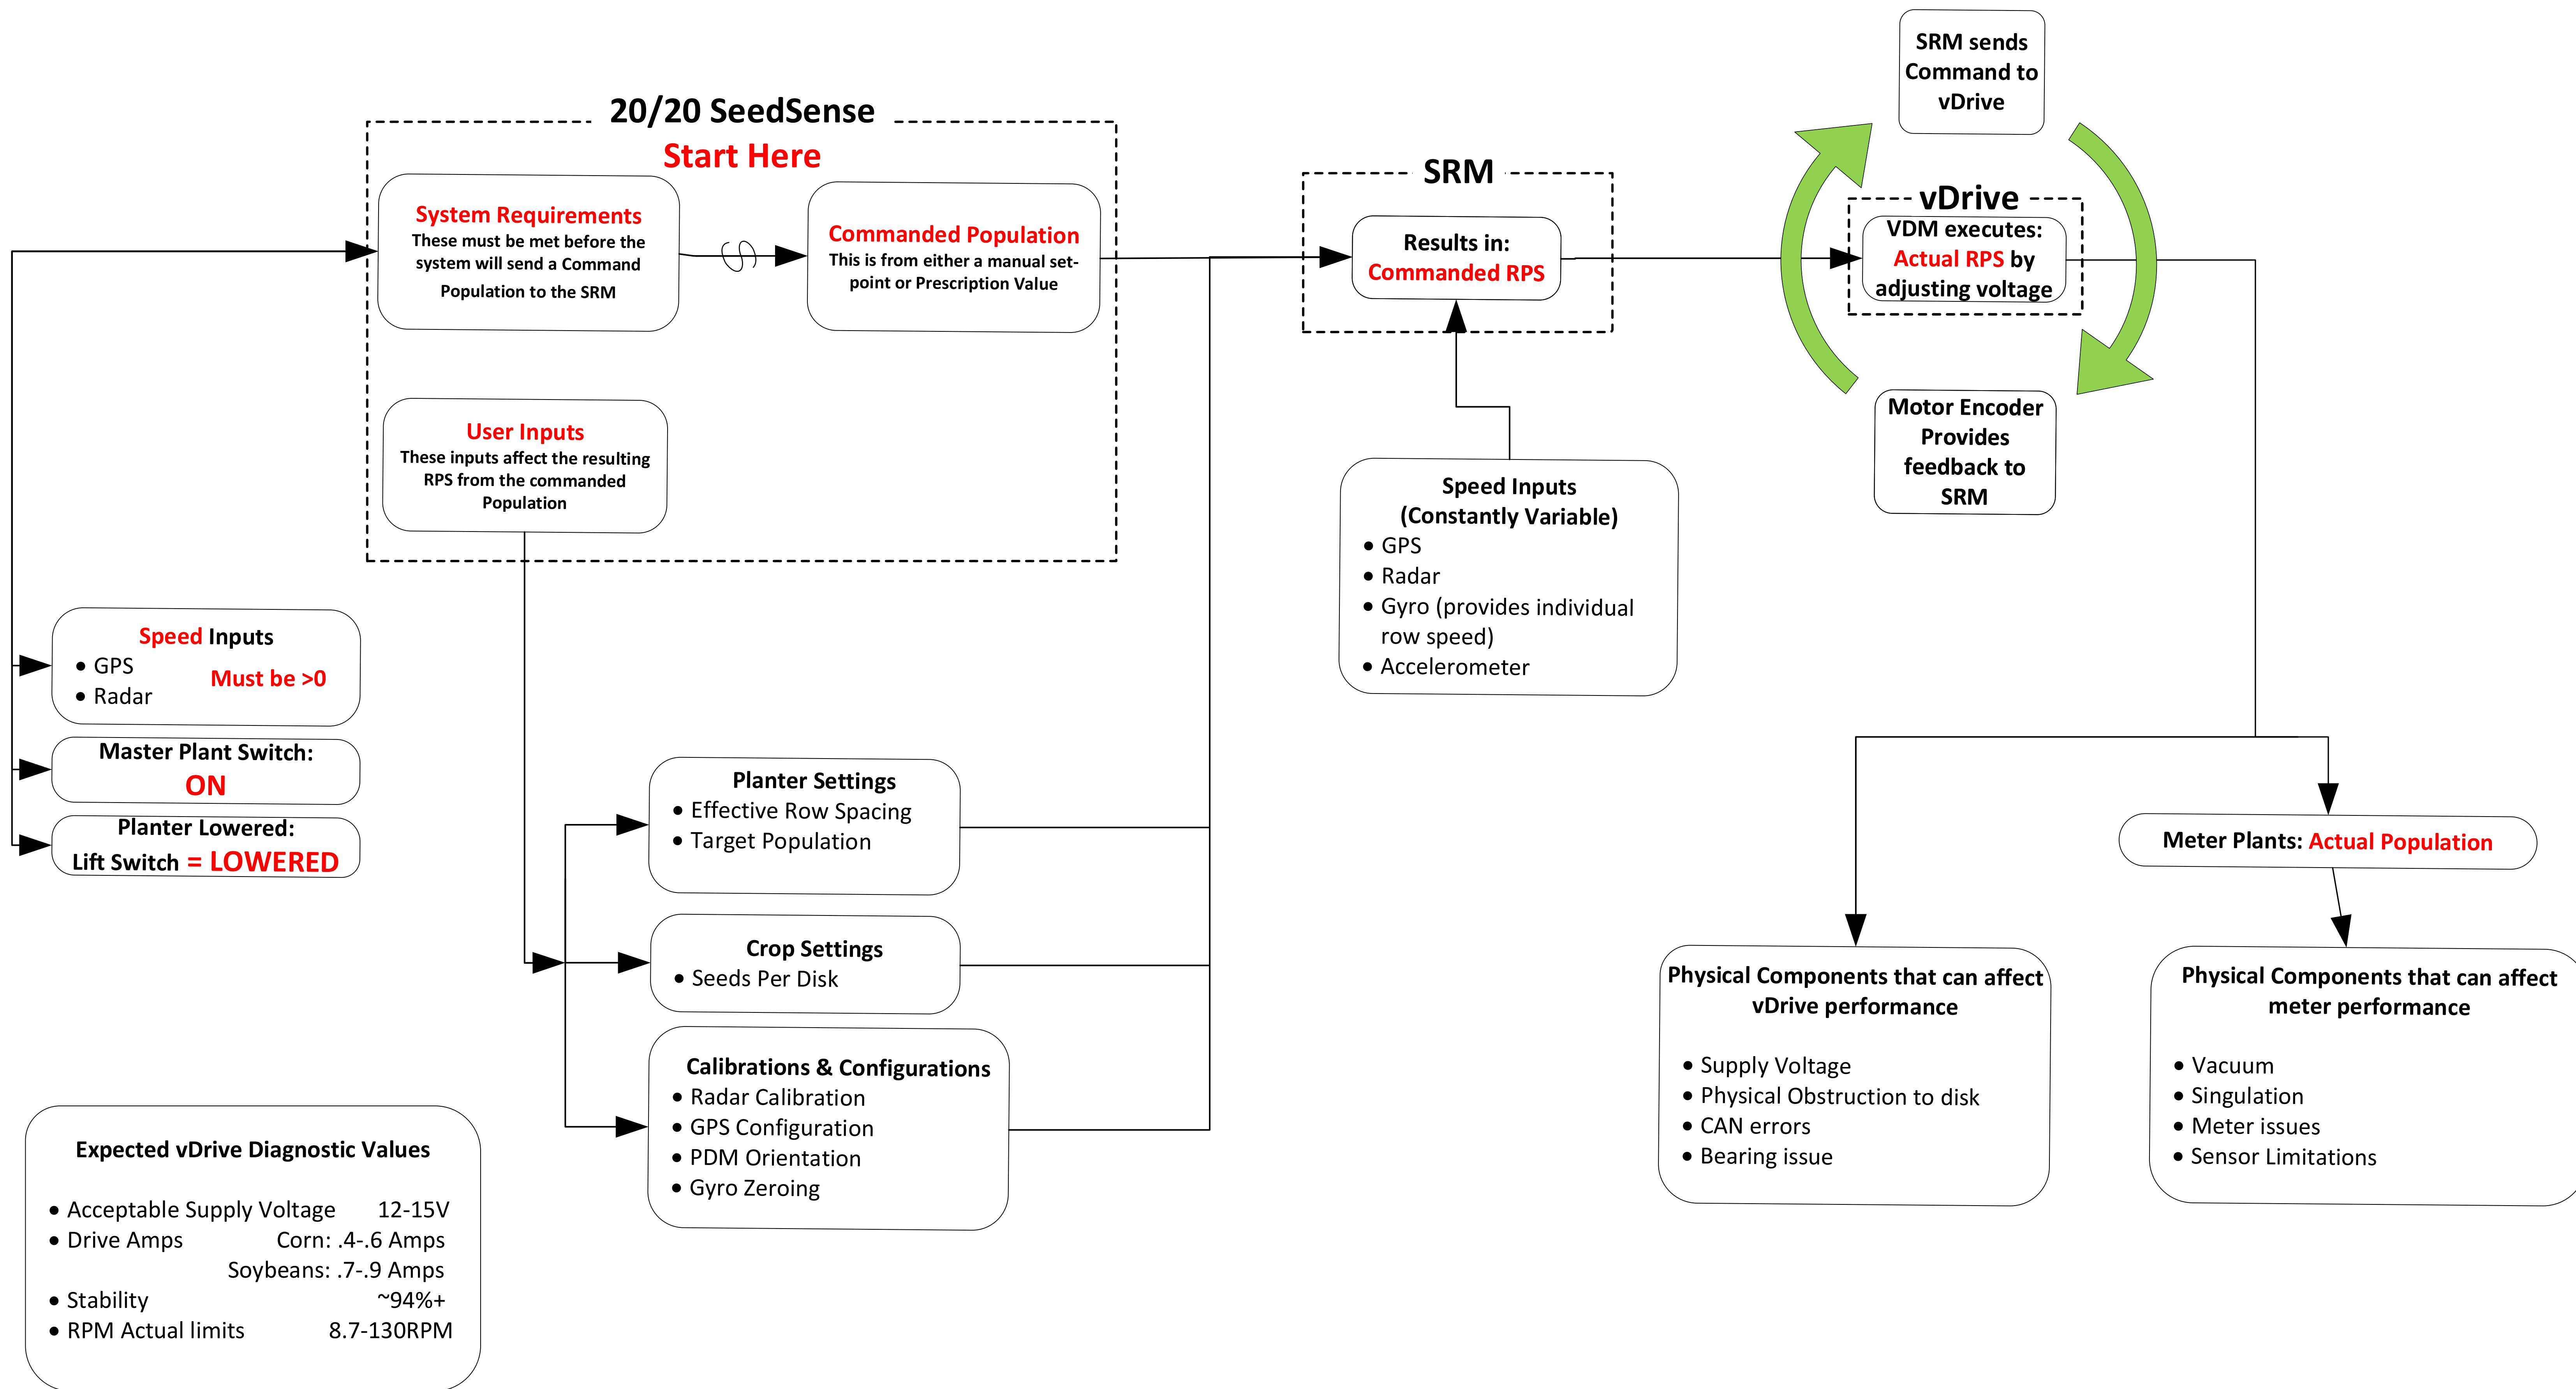 20/20 SeedSense
Start Here
System Requirements
These must be met before the
system will send a Command
Population to the SRM
Commanded Population
This is from either a manual set-
point or Prescription Value
User Inputs
These inputs affect the resulting
RPS from the commanded
Population
Speed Inputs
• GPS
• Radar
Must be >0
Master Plant Switch:
ON
Planter Lowered:
Lift Switch = LOWERED
Planter Settings
• Effective Row Spacing
• Target Population
Crop Settings
• Seeds Per Disk
Calibrations & Configurations
• Radar Calibration
• GPS Configuration
• PDM Orientation
• Gyro Zeroing
Expected vDrive Diagnostic Values
• Acceptable Supply Voltage 12-15V
• Drive Amps Corn: .4-.6 Amps
Soybeans: .7-.9 Amps
• Stability ~94%+
• RPM Actual limits 8.7-130RPM
SRM
Results in:
Commanded RPS
Speed Inputs
(Constantly Variable)
• GPS
• Radar
• Gyro (provides individual
row speed)
• Accelerometer
SRM sends
Command to
vDrive
vDrive
VDM executes:
Actual RPS by
adjusting voltage
Motor Encoder
Provides
feedback to
SRM
Meter Plants: Actual Population
Physical Components that can affect
vDrive performance
• Supply Voltage
• Physical Obstruction to disk
• CAN errors
• Bearing issue
Physical Components that can affect
meter performance
• Vacuum
• Singulation
• Meter issues
• Sensor Limitations